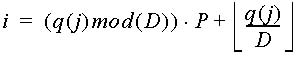 i = (q(j)mod(D)) · P + ⌊ q(j) / D ⌋